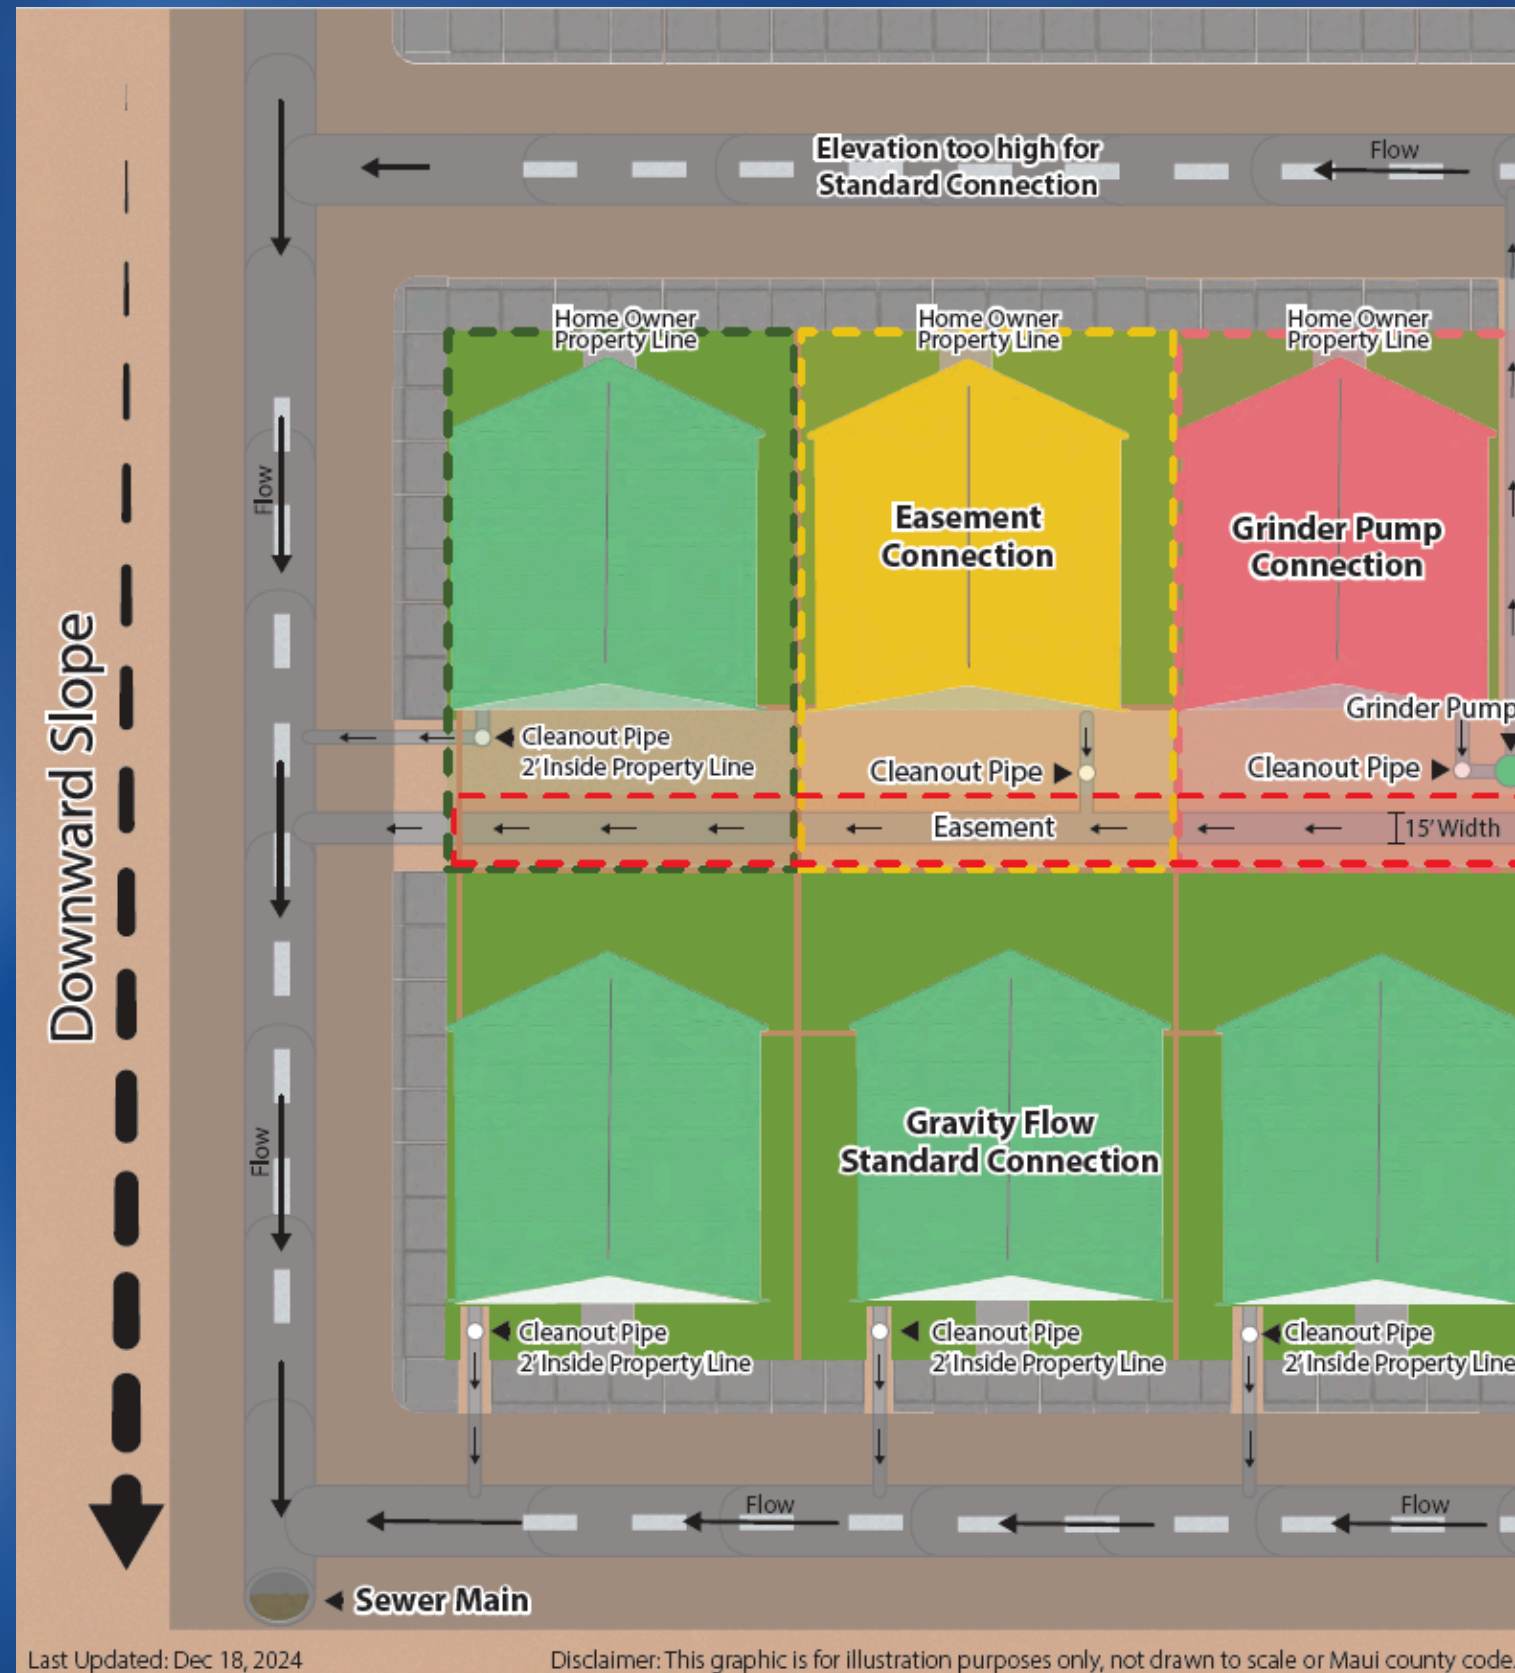 Elevation too high for
Standard Connection
Flow
Home Owner
Property Line
Home Owner
Property Line
Home Owner
Property Line
Flow
Easement
Connection
Grinder Pump
Connection
Downward Slope
Grinder Pump
Cleanout Pipe
2' Inside Property Line
Cleanout Pipe
Cleanout Pipe
Easement
15' Width
Gravity Flow
Standard Connection
Flow
Cleanout Pipe
2' Inside Property Line
Cleanout Pipe
2' Inside Property Line
Cleanout Pipe
2' Inside Property Line
Flow
Flow
Sewer Main
Last Updated: Dec 18, 2024
Disclaimer: This graphic is for illustration purposes only, not drawn to scale or Maui county code.